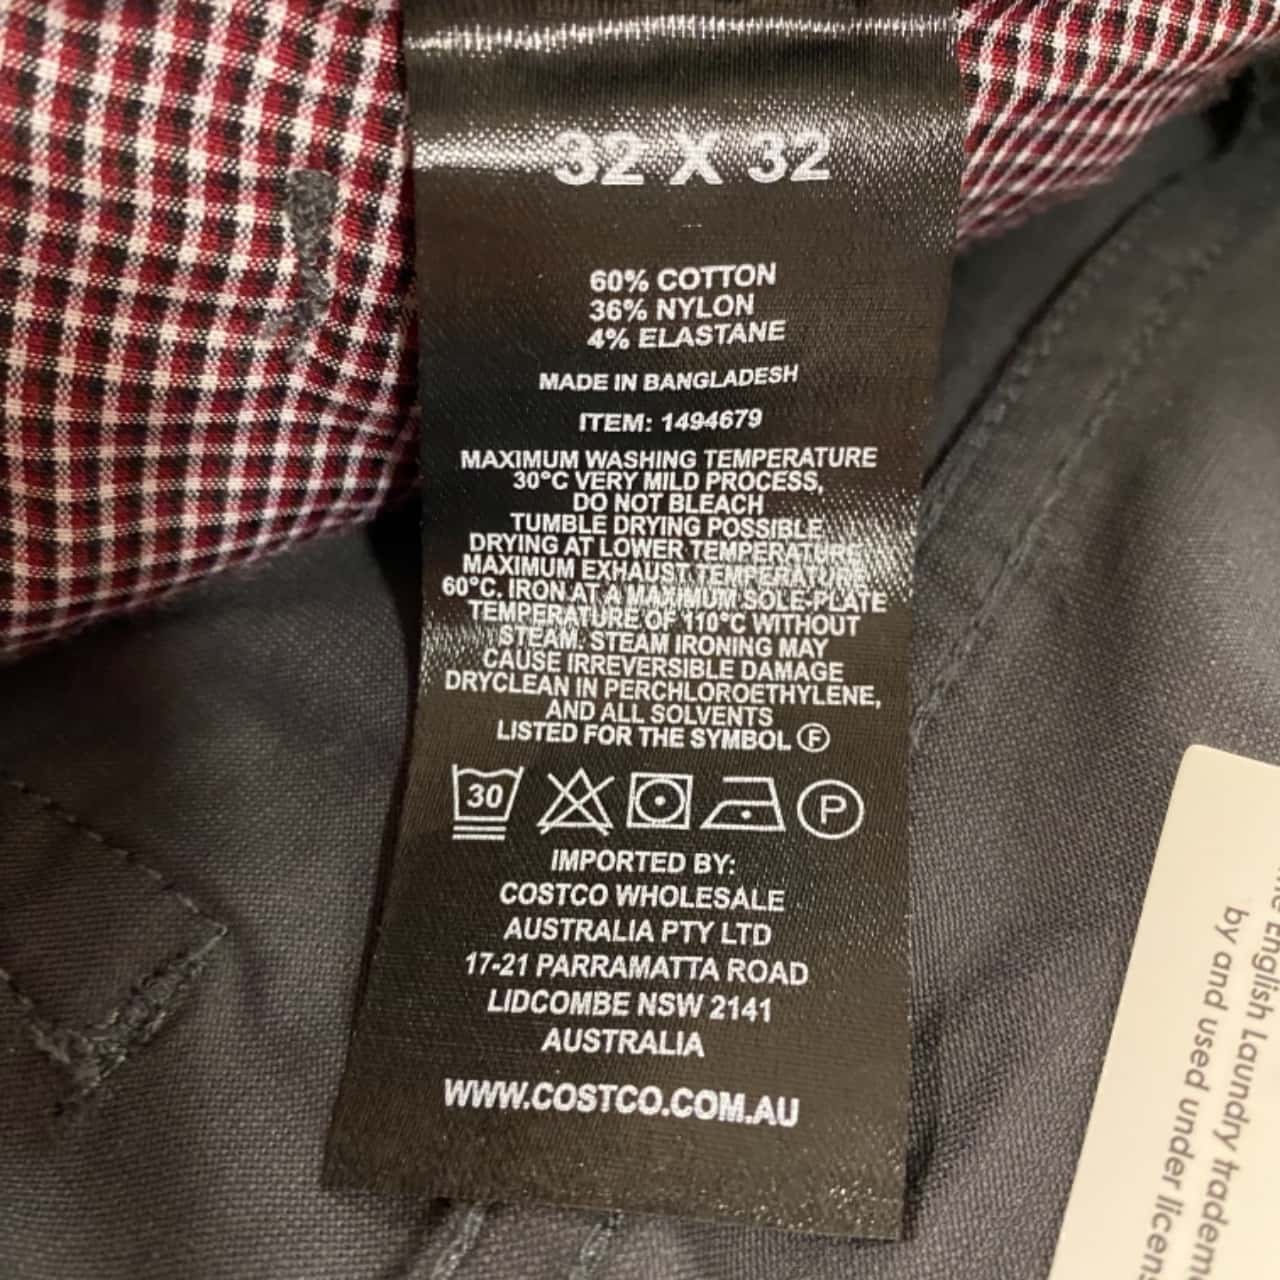 32 X 32
60% COTTON
36% NYLON
4% ELASTANE
MADE IN BANGLADESH
ITEM: 1494679
MAXIMUM WASHING TEMPERATURE
30°C VERY MILD PROCESS,
DO NOT BLEACH
TUMBLE DRYING POSSIBLE
DRYING AT LOWER TEMPERATURE
MAXIMUM EXHAUST TEMPERATURE
60°C. IRON AT A MAXIMUM SOLE-PLATE
TEMPERATURE OF 110°C WITHOUT
STEAM. STEAM IRONING MAY
CAUSE IRREVERSIBLE DAMAGE
DRYCLEAN IN PERCHLOROETHYLENE,
AND ALL SOLVENTS
LISTED FOR THE SYMBOL Ⓕ
30 P
IMPORTED BY:
COSTCO WHOLESALE
AUSTRALIA PTY LTD
17-21 PARRAMATTA ROAD
LIDCOMBE NSW 2141
AUSTRALIA
WWW.COSTCO.COM.AU
English Laundry
by and used under